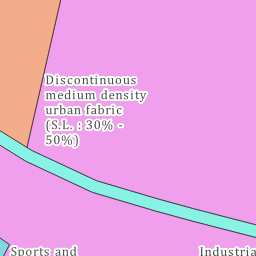 Discontinuous
medium density
urban fabric
(S.L. : 30% -
50%)
Sports and
Industria